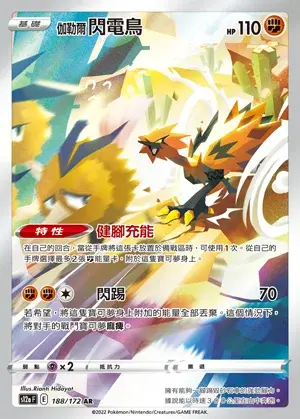 基礎 伽勒爾 閃電鳥 HP 110
特性 健腳充能
在自己的回合,當從手牌將這張卡放置於備戰區時,可使用1次。從自己的
手牌選擇最多2張能量卡,附於這隻寶可夢身上。
閃踢 70
若希望,將這隻寶可夢身上附加的能量全部丟棄。這個情況下,
將對手的戰鬥寶可夢麻痺。
弱點 ×2 抵抗力 撤退
Illus.Rianti Hidayat
s12a F E 188/172 AR
©2022 Pokémon/Nintendo/Creatures/GAME FREAK.